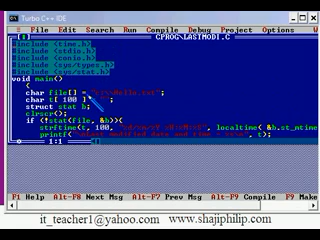 Turbo C++ IDE
File Edit Search Run Compile Debug Project Options
CPROG\LASTMODI.C
#include <time.h>
#include <stdio.h>
#include <conio.h>
#include <sys/types.h>
#include <sys/stat.h>
void main()
{
char file[] =
char t[ 100 ]
struct stat b;
clrscr();
if (!stat(file, &b)){
strftime(t, 100, localtime( &b.st_mtime
printf( t);
1:1
F1 Help Alt-F8 Next Msg Alt-F7 Prev Msg Alt-F9 Compile F9 Make
it_teacher1@yahoo.com www.shajiphilip.com